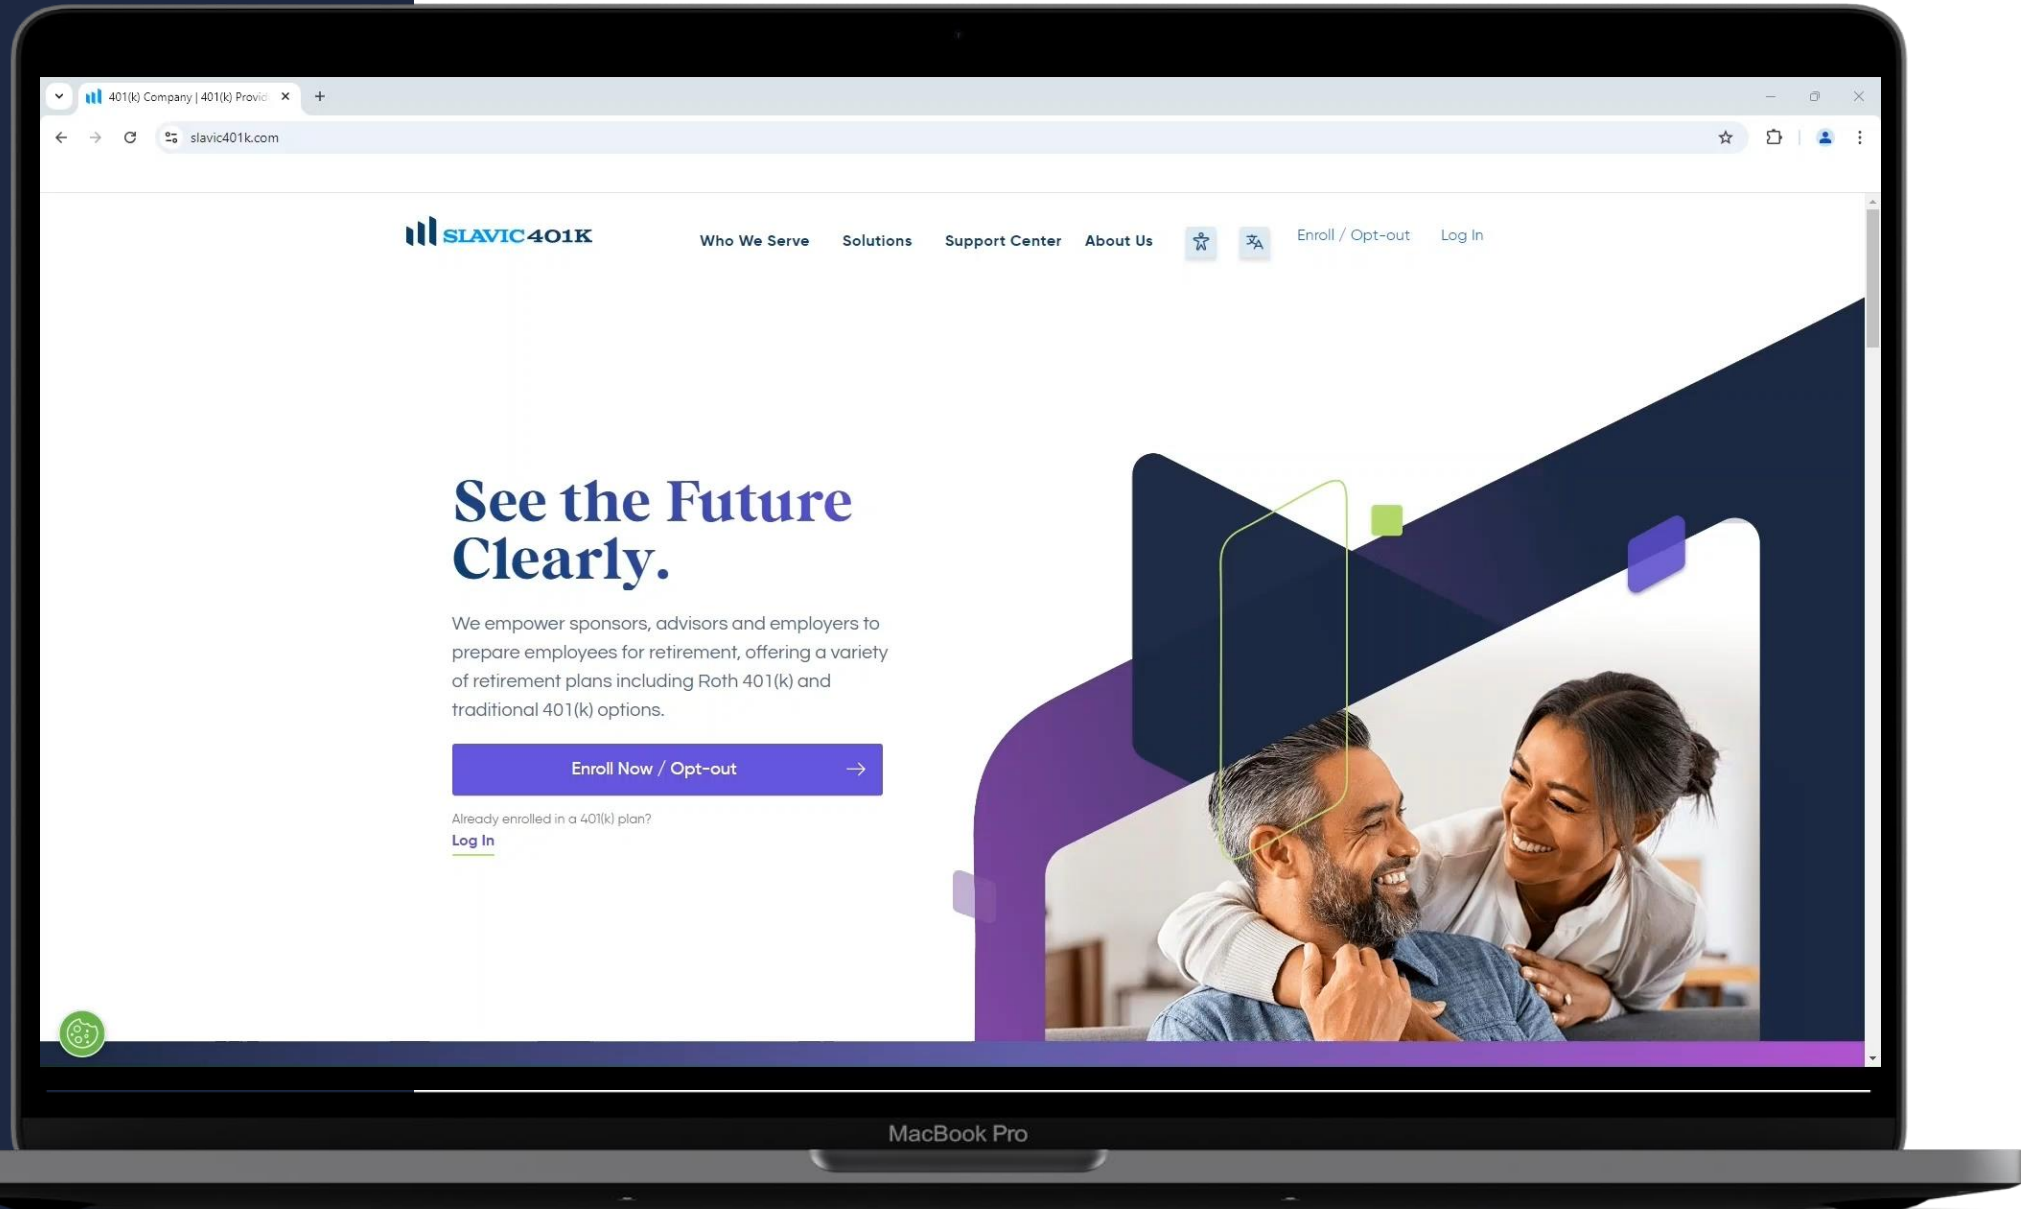 401(k) Company | 401(k) Provid
slavic401k.com
SLAVIC401K
Who We Serve
Solutions
Support Center
About Us
Enroll / Opt-out
Log In
See the Future
Clearly.
We empower sponsors, advisors and employers to
prepare employees for retirement, offering a variety
of retirement plans including Roth 401(k) and
traditional 401(k) options.
Enroll Now / Opt-out
Already enrolled in a 401(k) plan?
Log In
MacBook Pro